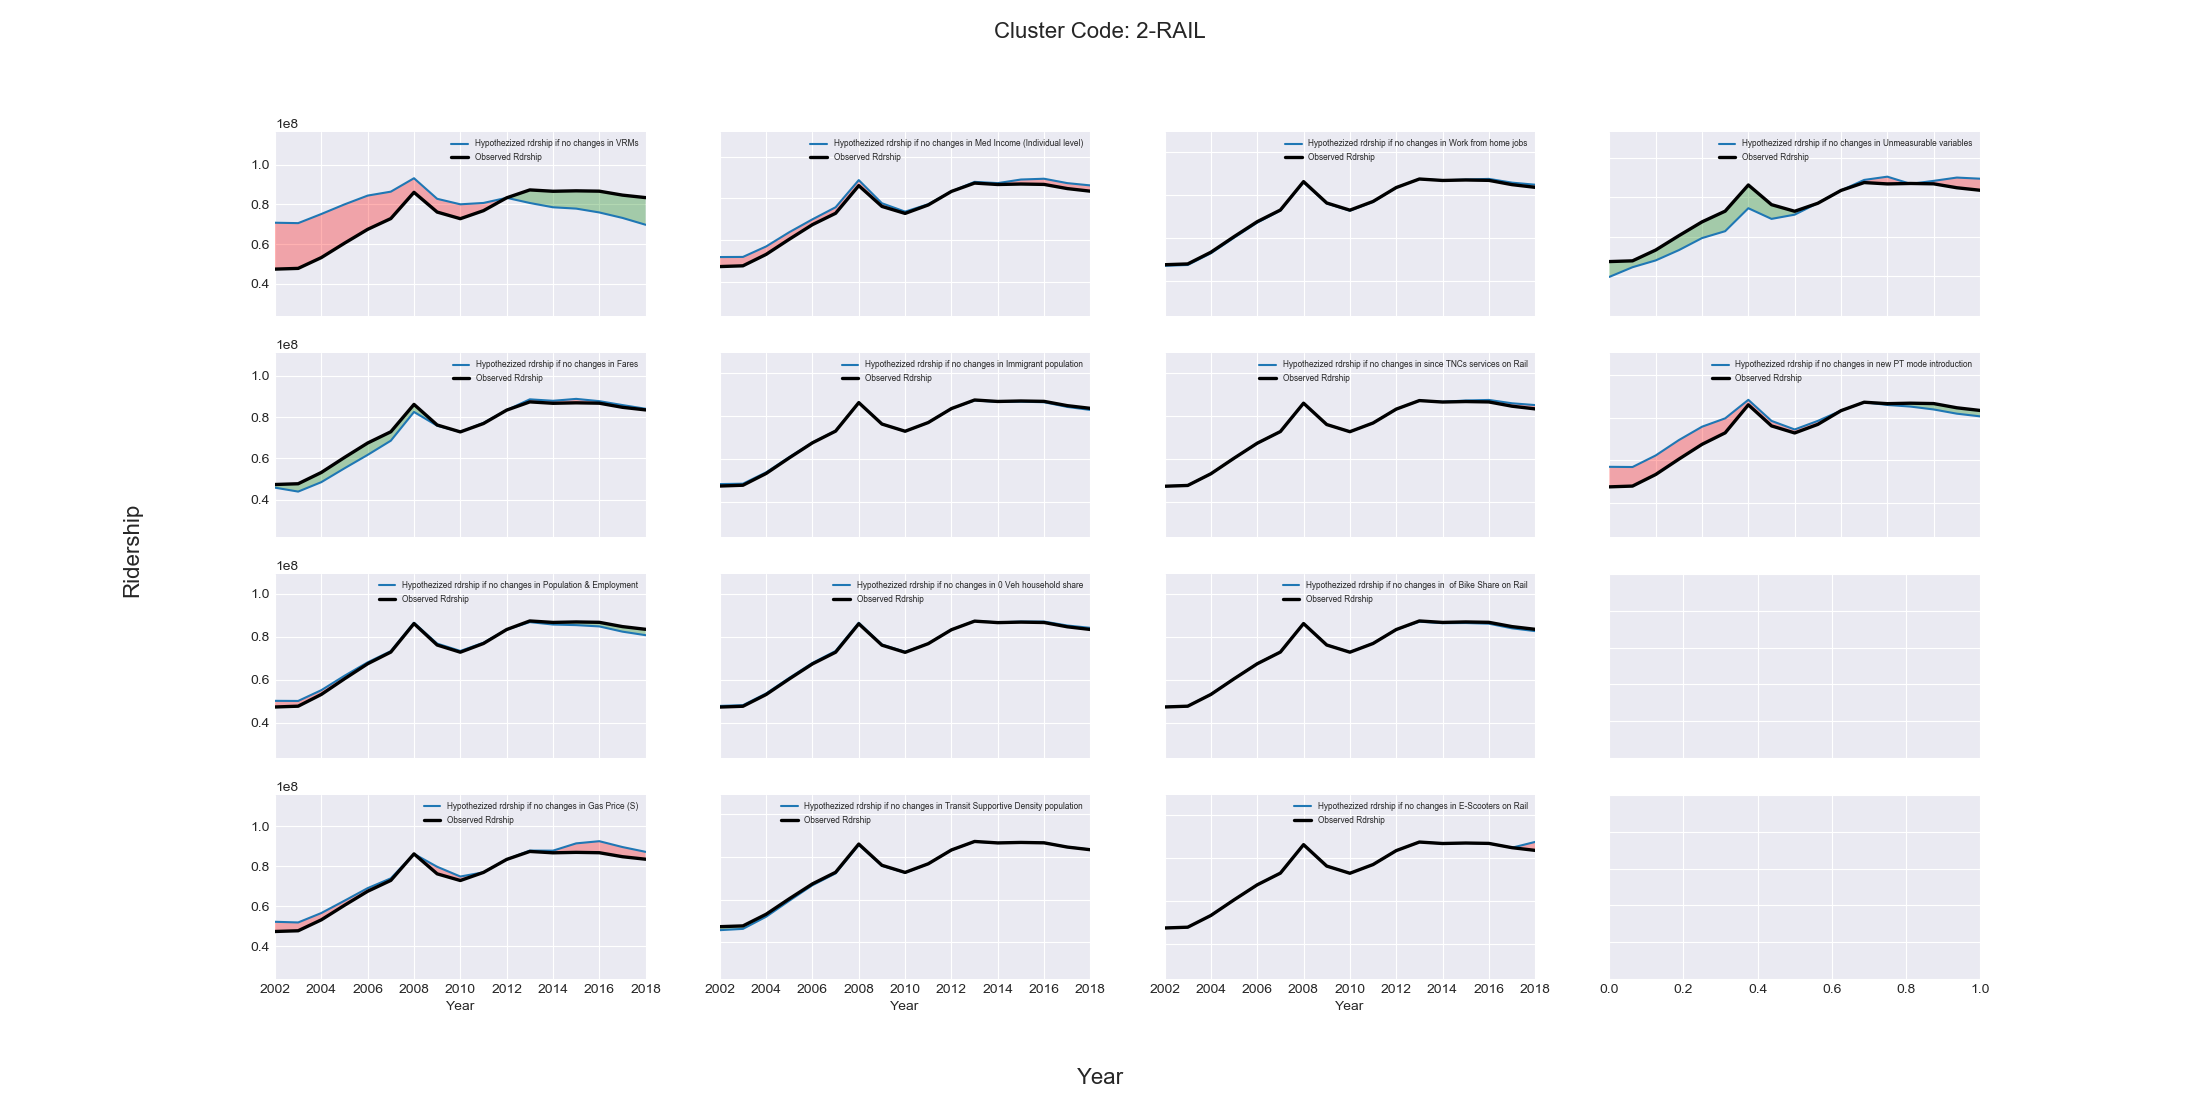 Cluster Code: 2-RAIL
Ridership
1e8
1.0
0.8
0.6
0.4
Hypothezized rdrship if no changes in VRMs
Observed Rdrship
Hypothezized rdrship if no changes in Med Income (Individual level)
Observed Rdrship
Hypothezized rdrship if no changes in Work from home jobs
Observed Rdrship
Hypothezized rdrship if no changes in Unmeasurable variables
Observed Rdrship
1e8
1.0
0.8
0.6
0.4
Hypothezized rdrship if no changes in Fares
Observed Rdrship
Hypothezized rdrship if no changes in Immigrant population
Observed Rdrship
Hypothezized rdrship if no changes in since TNCs services on Rail
Observed Rdrship
Hypothezized rdrship if no changes in new PT mode introduction
Observed Rdrship
1e8
1.0
0.8
0.6
0.4
Hypothezized rdrship if no changes in Population & Employment
Observed Rdrship
Hypothezized rdrship if no changes in 0 Veh household share
Observed Rdrship
Hypothezized rdrship if no changes in  of Bike Share on Rail
Observed Rdrship
1e8
1.0
0.8
0.6
0.4
Hypothezized rdrship if no changes in Gas Price (S)
Observed Rdrship
Hypothezized rdrship if no changes in Transit Supportive Density population
Observed Rdrship
Hypothezized rdrship if no changes in E-Scooters on Rail
Observed Rdrship
2002 2004 2006 2008 2010 2012 2014 2016 2018
Year
2002 2004 2006 2008 2010 2012 2014 2016 2018
Year
2002 2004 2006 2008 2010 2012 2014 2016 2018
Year
0.0 0.2 0.4 0.6 0.8 1.0
Year